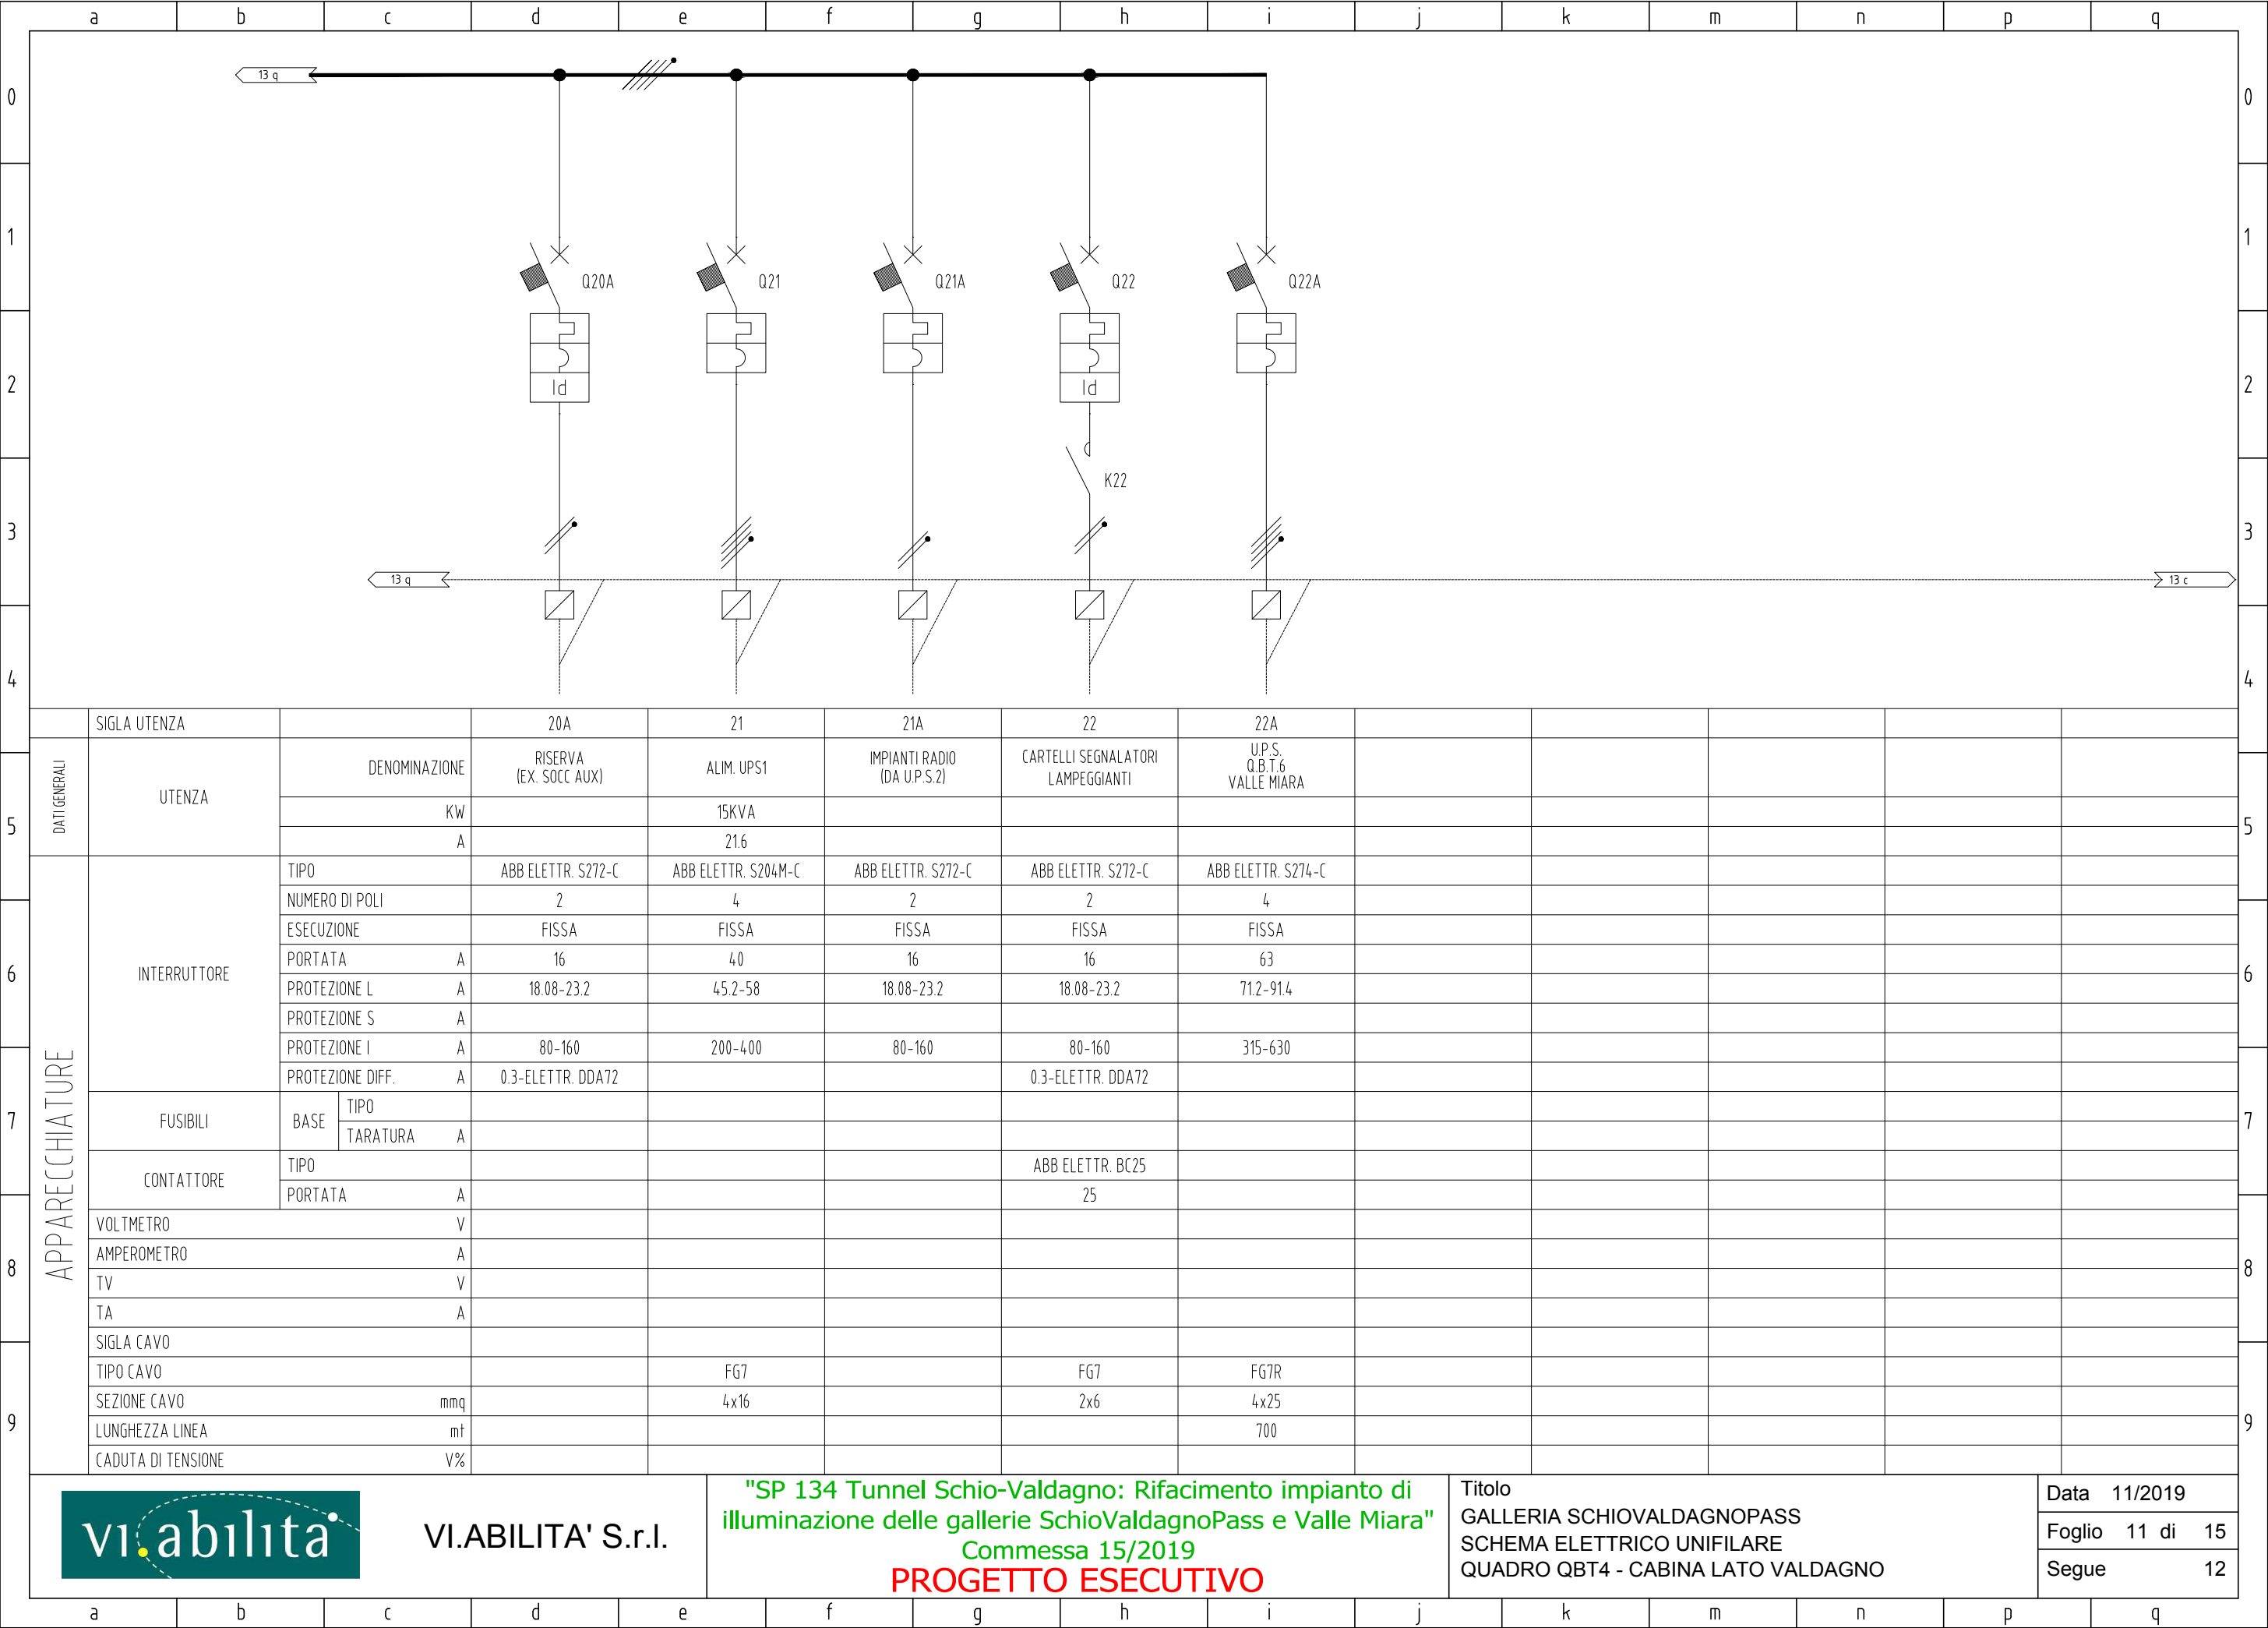 a b c d e f g h i j k m n p q
13 q
0 0
1 1
Q20A Q21 Q21A Q22 Q22A
2 2
Id Id
K22
3 3
13 q 13 c
4 4
SIGLA UTENZA 20A 21 21A 22 22A
DATI GENERALI
UTENZA
DENOMINAZIONE
RISERVA
(EX. SOCC AUX)
ALIM. UPS1
IMPIANTI RADIO
(DA U.P.S.2)
CARTELLI SEGNALATORI
LAMPEGGIANTI
U.P.S.
Q.B.T.6
VALLE MIARA
5 KW 15KVA 5
A 21.6
APPARECCHIATURE
INTERRUTTORE
TIPO ABB ELETTR. S272-C ABB ELETTR. S204M-C ABB ELETTR. S272-C ABB ELETTR. S272-C ABB ELETTR. S274-C
NUMERO DI POLI 2 4 2 2 4
ESECUZIONE FISSA FISSA FISSA FISSA FISSA
6 PORTATA A 16 40 16 16 63 6
PROTEZIONE L A 18.08-23.2 45.2-58 18.08-23.2 18.08-23.2 71.2-91.4
PROTEZIONE S A
PROTEZIONE I A 80-160 200-400 80-160 80-160 315-630
PROTEZIONE DIFF. A 0.3-ELETTR. DDA72 0.3-ELETTR. DDA72
7 FUSIBILI BASE TIPO 7
TARATURA A
CONTATTORE TIPO ABB ELETTR. BC25
PORTATA A 25
VOLTMETRO V
AMPEROMETRO A
8 TV V 8
TA A
SIGLA CAVO
TIPO CAVO FG7 FG7 FG7R
SEZIONE CAVO mmq 4x16 2x6 4x25
9 LUNGHEZZA LINEA mt 700 9
CADUTA DI TENSIONE V%
vi.abilità
VI.ABILITA' S.r.l.
"SP 134 Tunnel Schio-Valdagno: Rifacimento impianto di
illuminazione delle gallerie SchioValdagnoPass e Valle Miara"
Commessa 15/2019
PROGETTO ESECUTIVO
Titolo
GALLERIA SCHIOVALDAGNOPASS
SCHEMA ELETTRICO UNIFILARE
QUADRO QBT4 - CABINA LATO VALDAGNO
Data 11/2019
Foglio 11 di 15
Segue 12
a b c d e f g h i j k m n p q